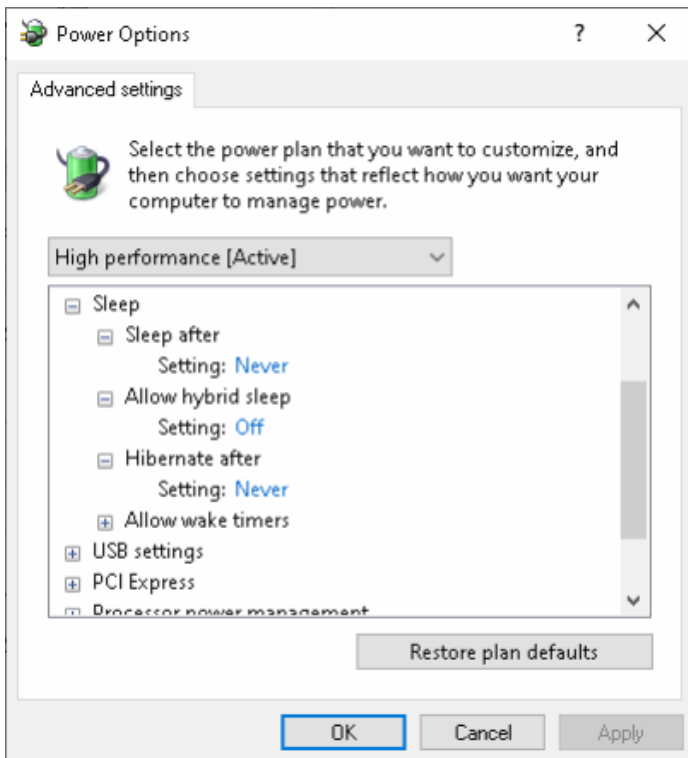 Power Options
Advanced settings
Select the power plan that you want to customize, and
then choose settings that reflect how you want your
computer to manage power.
High performance [Active]
Sleep
Sleep after
Setting: Never
Allow hybrid sleep
Setting: Off
Hibernate after
Setting: Never
Allow wake timers
USB settings
PCI Express
Processor power management
Restore plan defaults
OK Cancel Apply